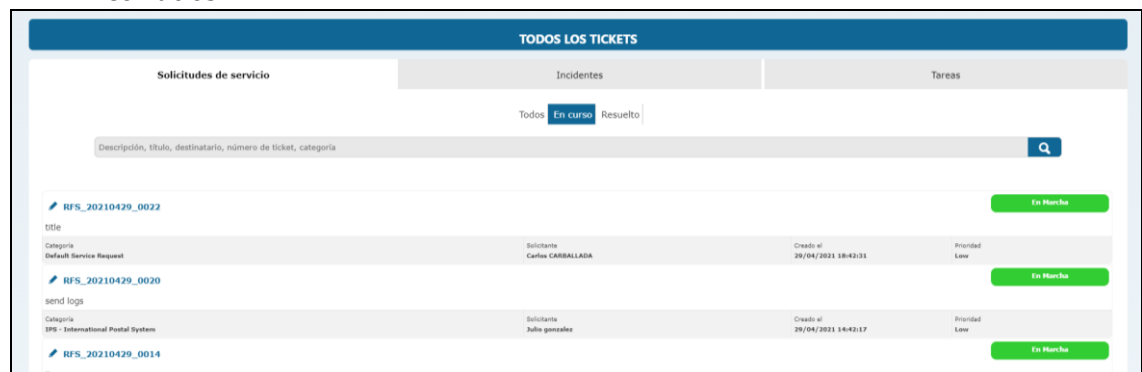 TODOS LOS TICKETS
Solicitudes de servicio Incidentes Tareas
Todos En curso Resuelto
Descripción, título, destinatario, número de ticket, categoría
RFS_20210429_0022 En Marcha
title
Categoría Solicitante Creado el Prioridad
Default Service Request Carlos CARBALLADA 29/04/2021 18:42:31 Low
RFS_20210429_0020 En Marcha
send logs
Categoría Solicitante Creado el Prioridad
IPS - International Postal System Julio gonzalez 29/04/2021 14:42:17 Low
RFS_20210429_0014 En Marcha